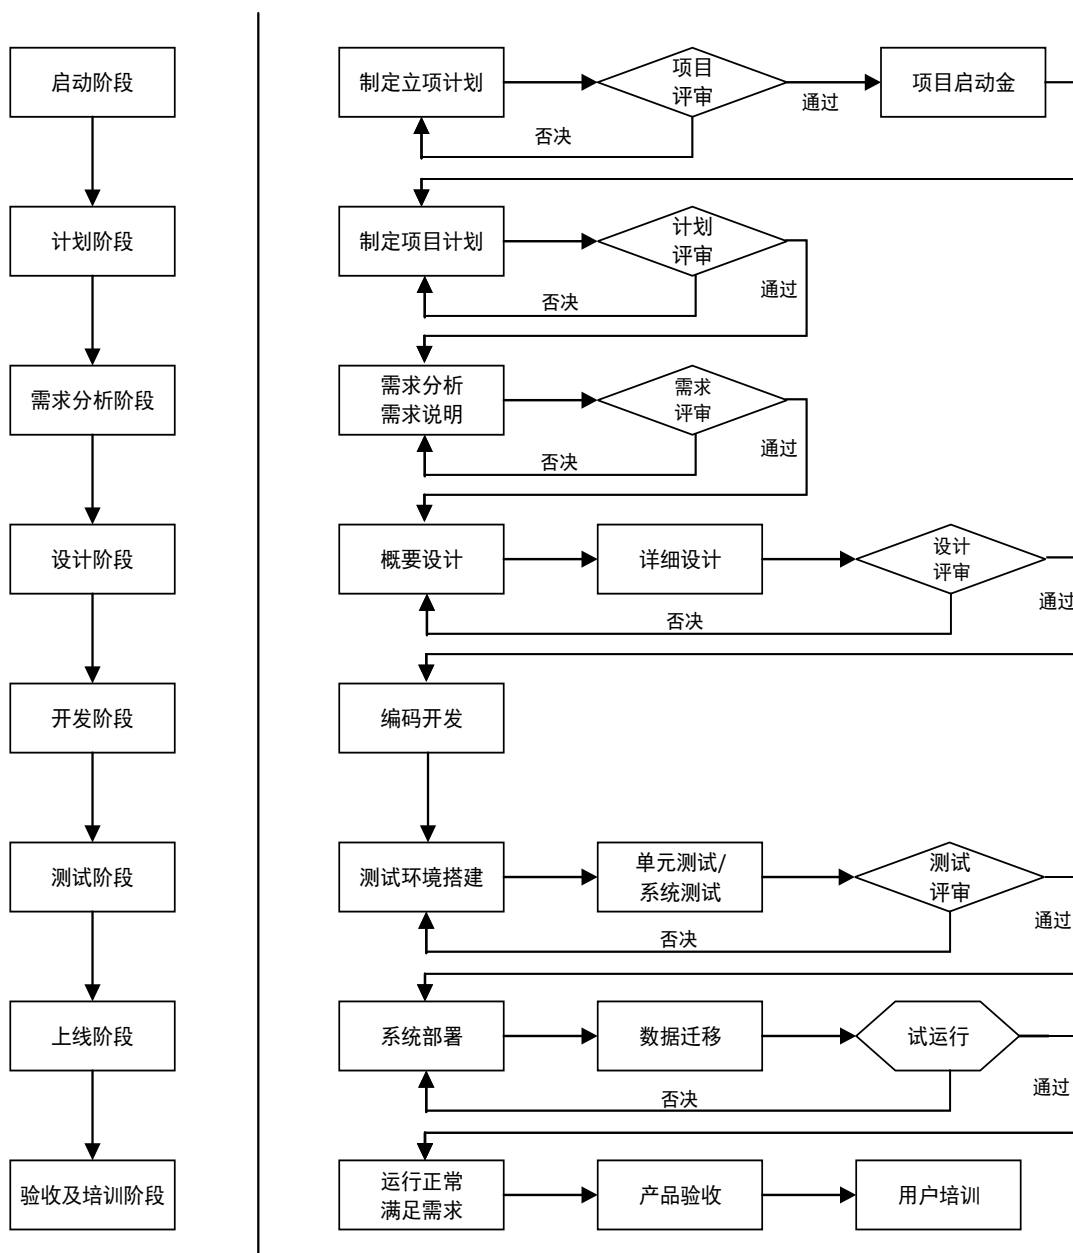 启动阶段
制定立项计划
项目
评审
通过
项目启动金
否决
计划阶段
制定项目计划
计划
评审
通过
否决
需求分析阶段
需求分析
需求说明
需求
评审
通过
否决
设计阶段
概要设计
详细设计
设计
评审
通过
否决
开发阶段
编码开发
测试阶段
测试环境搭建
单元测试/
系统测试
测试
评审
通过
否决
上线阶段
系统部署
数据迁移
试运行
通过
否决
验收及培训阶段
运行正常
满足需求
产品验收
用户培训